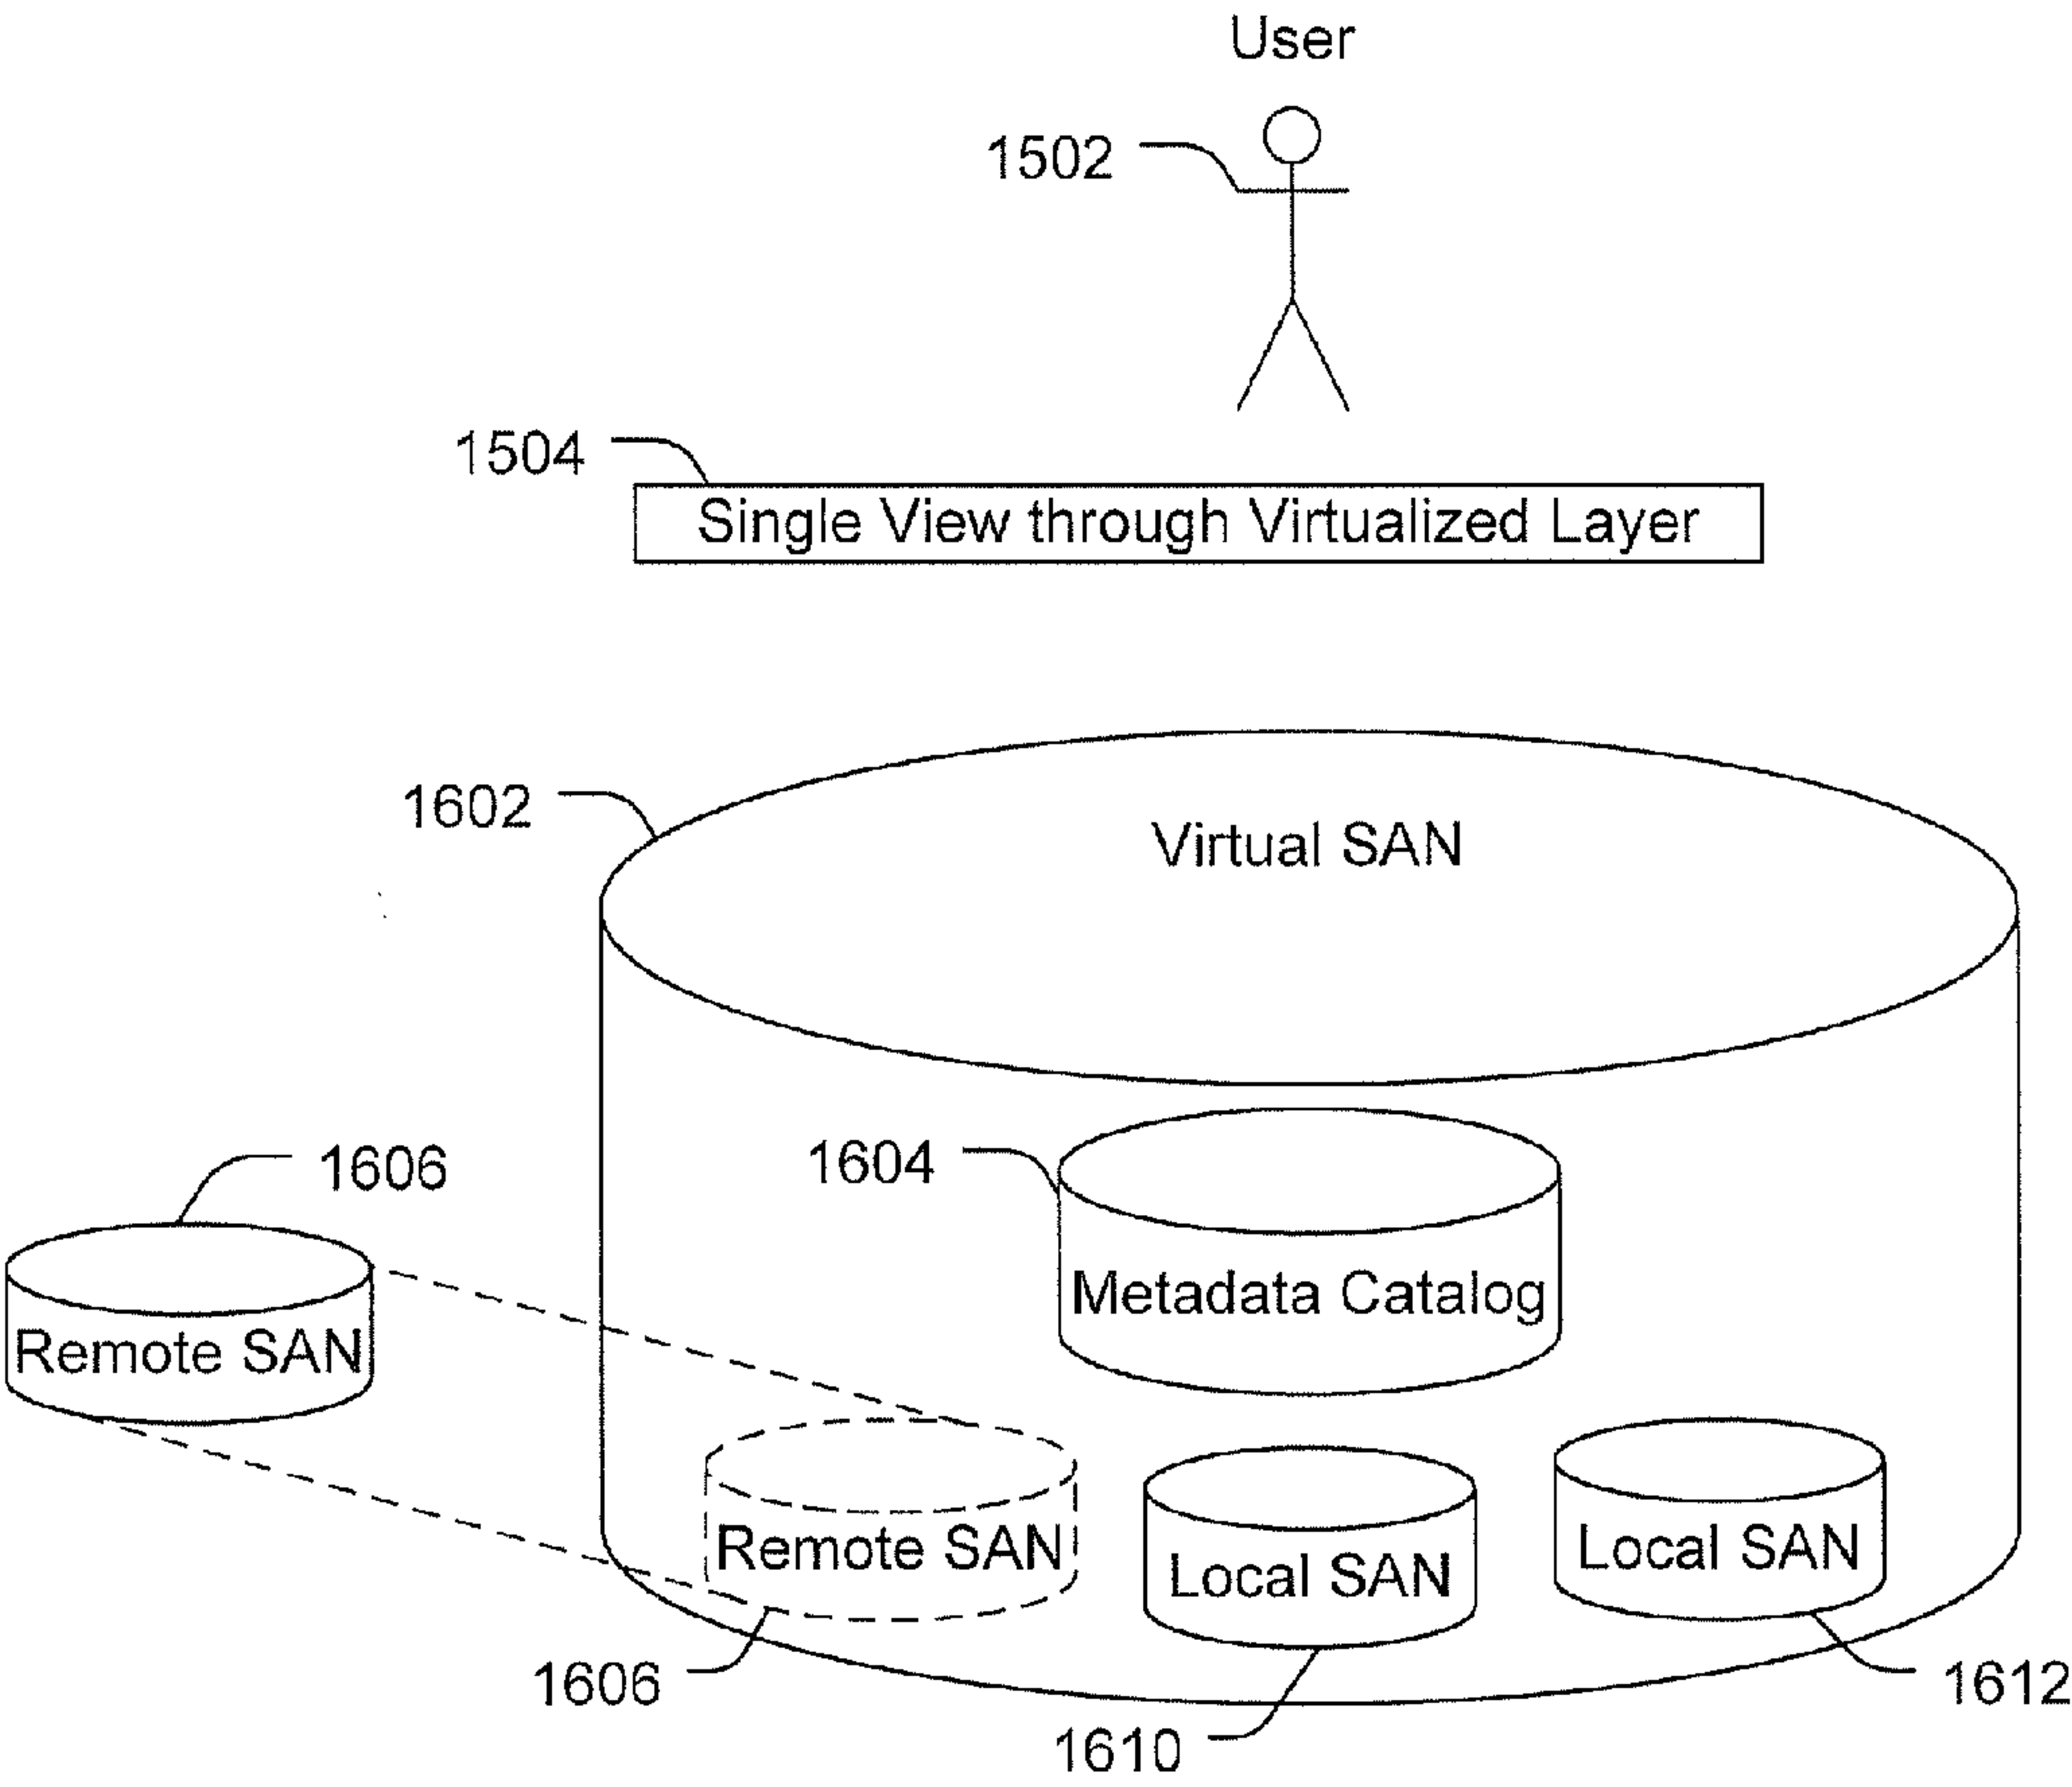 User
1502
1504
Single View through Virtualized Layer
1602
Virtual SAN
1606
1604
Metadata Catalog
Remote SAN
Remote SAN
Local SAN
Local SAN
1606
1612
1610